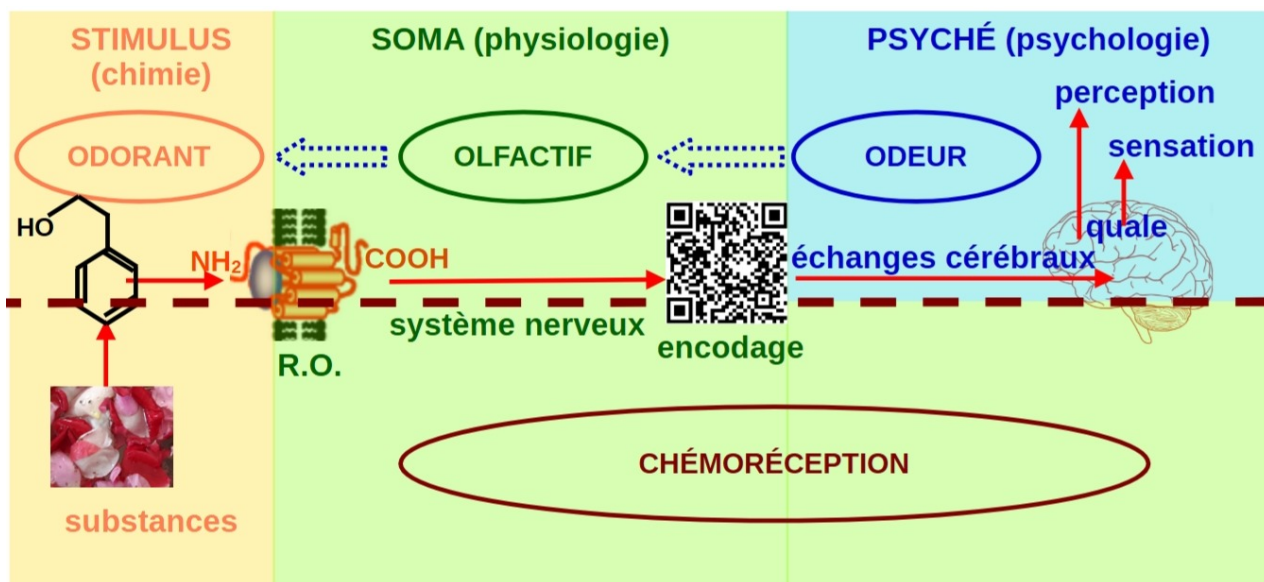 STIMULUS
(chimie)
SOMA (physiologie)
PSYCHÉ (psychologie)
perception
sensation
ODORANT
OLFACTIF
ODEUR
HO
quale
NH₂
COOH
échanges cérébraux
système nerveux
encodage
R.O.
CHÉMORÉCEPTION
substances